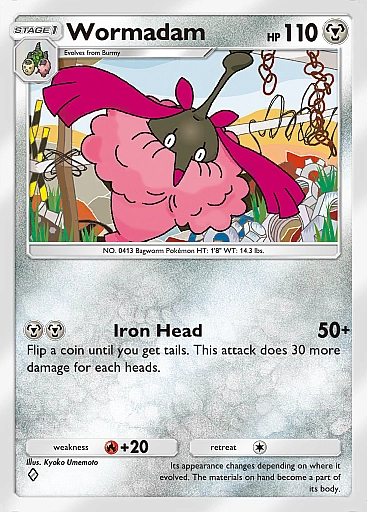 STAGE 1
Wormadam
HP 110
Evolves from Burmy
NO. 0413 Bagworm Pokémon HT: 1'8" WT: 14.3 lbs.
Iron Head 50+
Flip a coin until you get tails. This attack does 30 more
damage for each heads.
weakness +20 retreat
Illus. Kyoko Umemoto
Its appearance changes depending on where it
evolved. The materials on hand become a part of
its body.